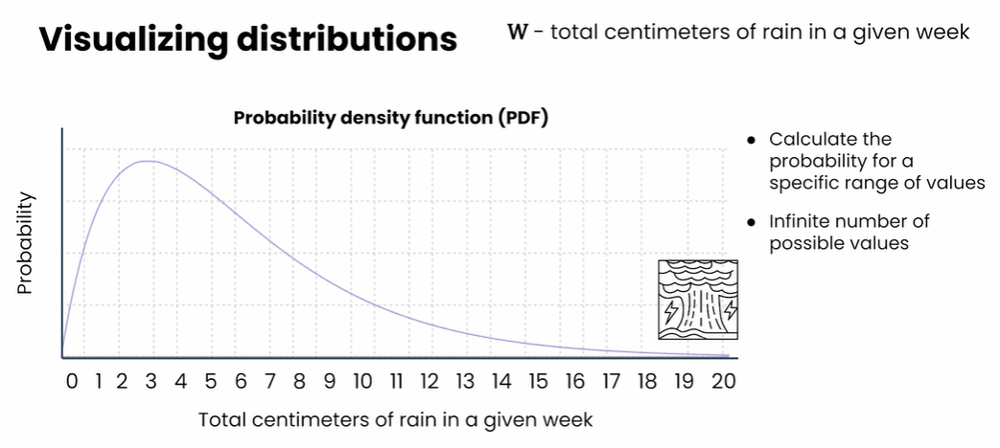 Visualizing distributions
W - total centimeters of rain in a given week
Probability density function (PDF)
Probability
0 1 2 3 4 5 6 7 8 9 10 11 12 13 14 15 16 17 18 19 20
Total centimeters of rain in a given week
● Calculate the
probability for a
specific range of values
● Infinite number of
possible values